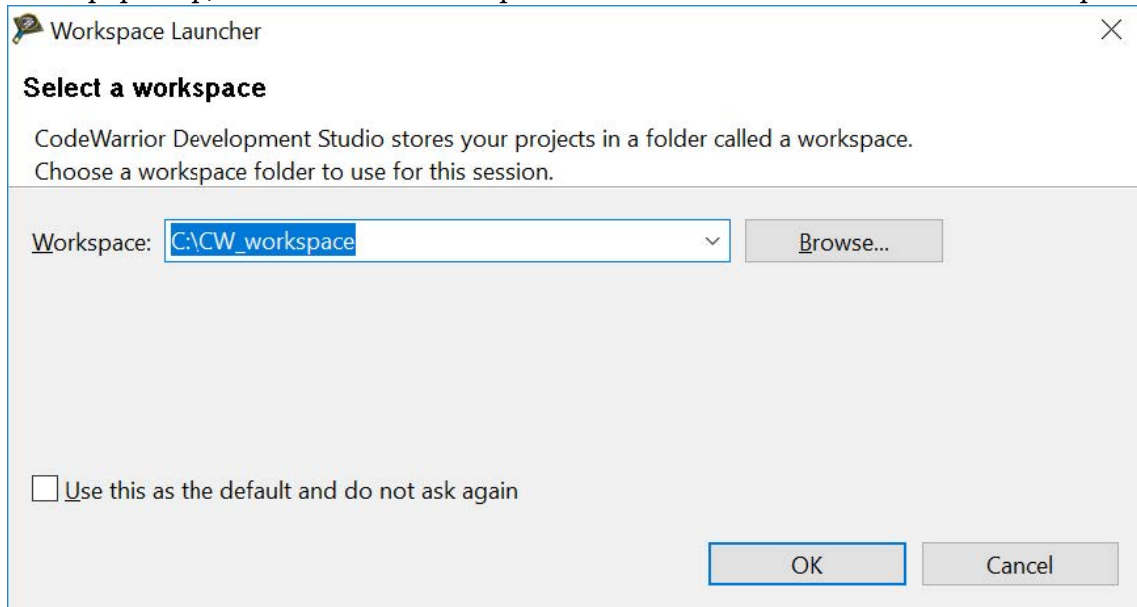 Workspace Launcher
Select a workspace
CodeWarrior Development Studio stores your projects in a folder called a workspace.
Choose a workspace folder to use for this session.
Workspace: C:\CW_workspace Browse...
Use this as the default and do not ask again
OK Cancel